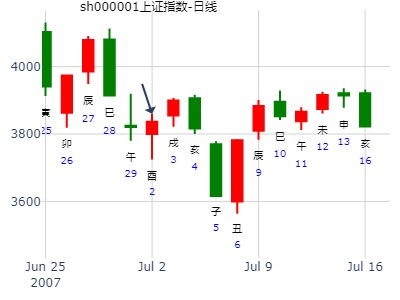 sh000001上证指数-日线
4000
3800
3600
寅
25
卯
26
辰
27
巳
28
午
29
酉
2
戌
3
亥
4
子
5
丑
6
辰
9
巳
10
午
11
未
12
申
13
亥
16
Jun 25
2007
Jul 2
Jul 9
Jul 16